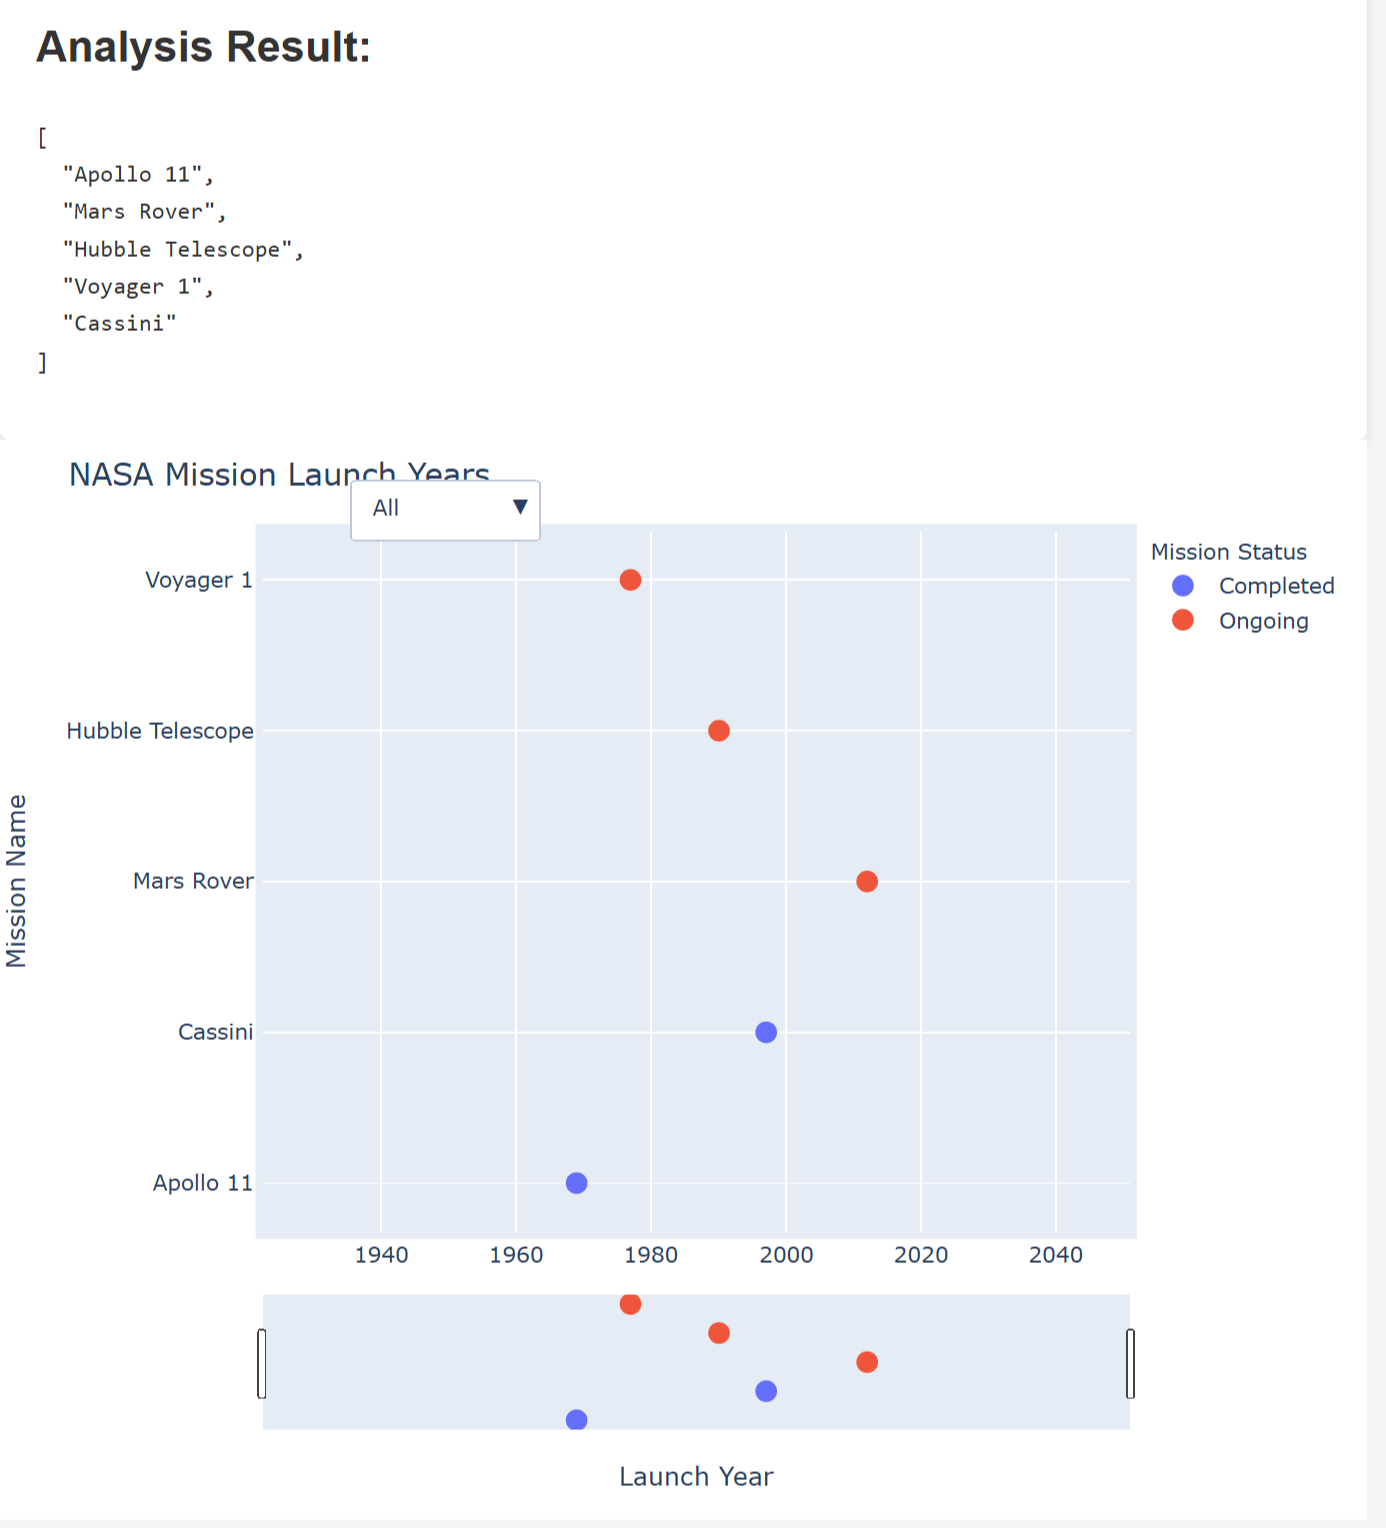 Analysis Result:
[
"Apollo 11",
"Mars Rover",
"Hubble Telescope",
"Voyager 1",
"Cassini"
]
NASA Mission Launch Years
All ▼
Mission Status
Completed
Ongoing
Mission Name
Voyager 1
Hubble Telescope
Mars Rover
Cassini
Apollo 11
1940 1960 1980 2000 2020 2040
Launch Year